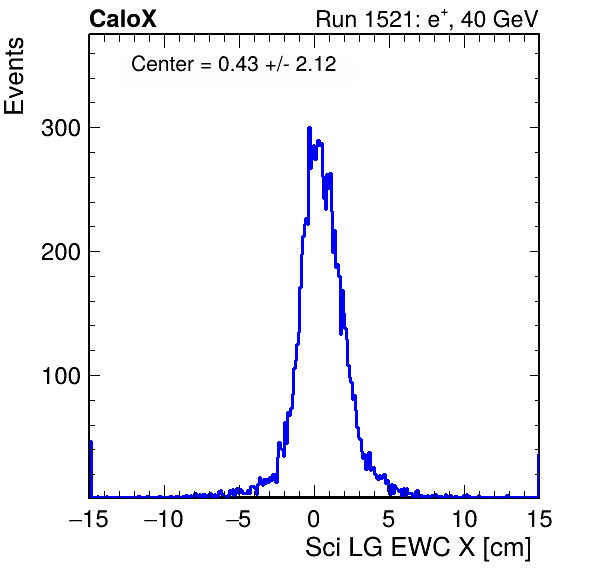 CaloX Run 1521: e⁺, 40 GeV
Center = 0.43 +/- 2.12
Events
300
200
100
−15 −10 −5 0 5 10 15
Sci LG EWC X [cm]